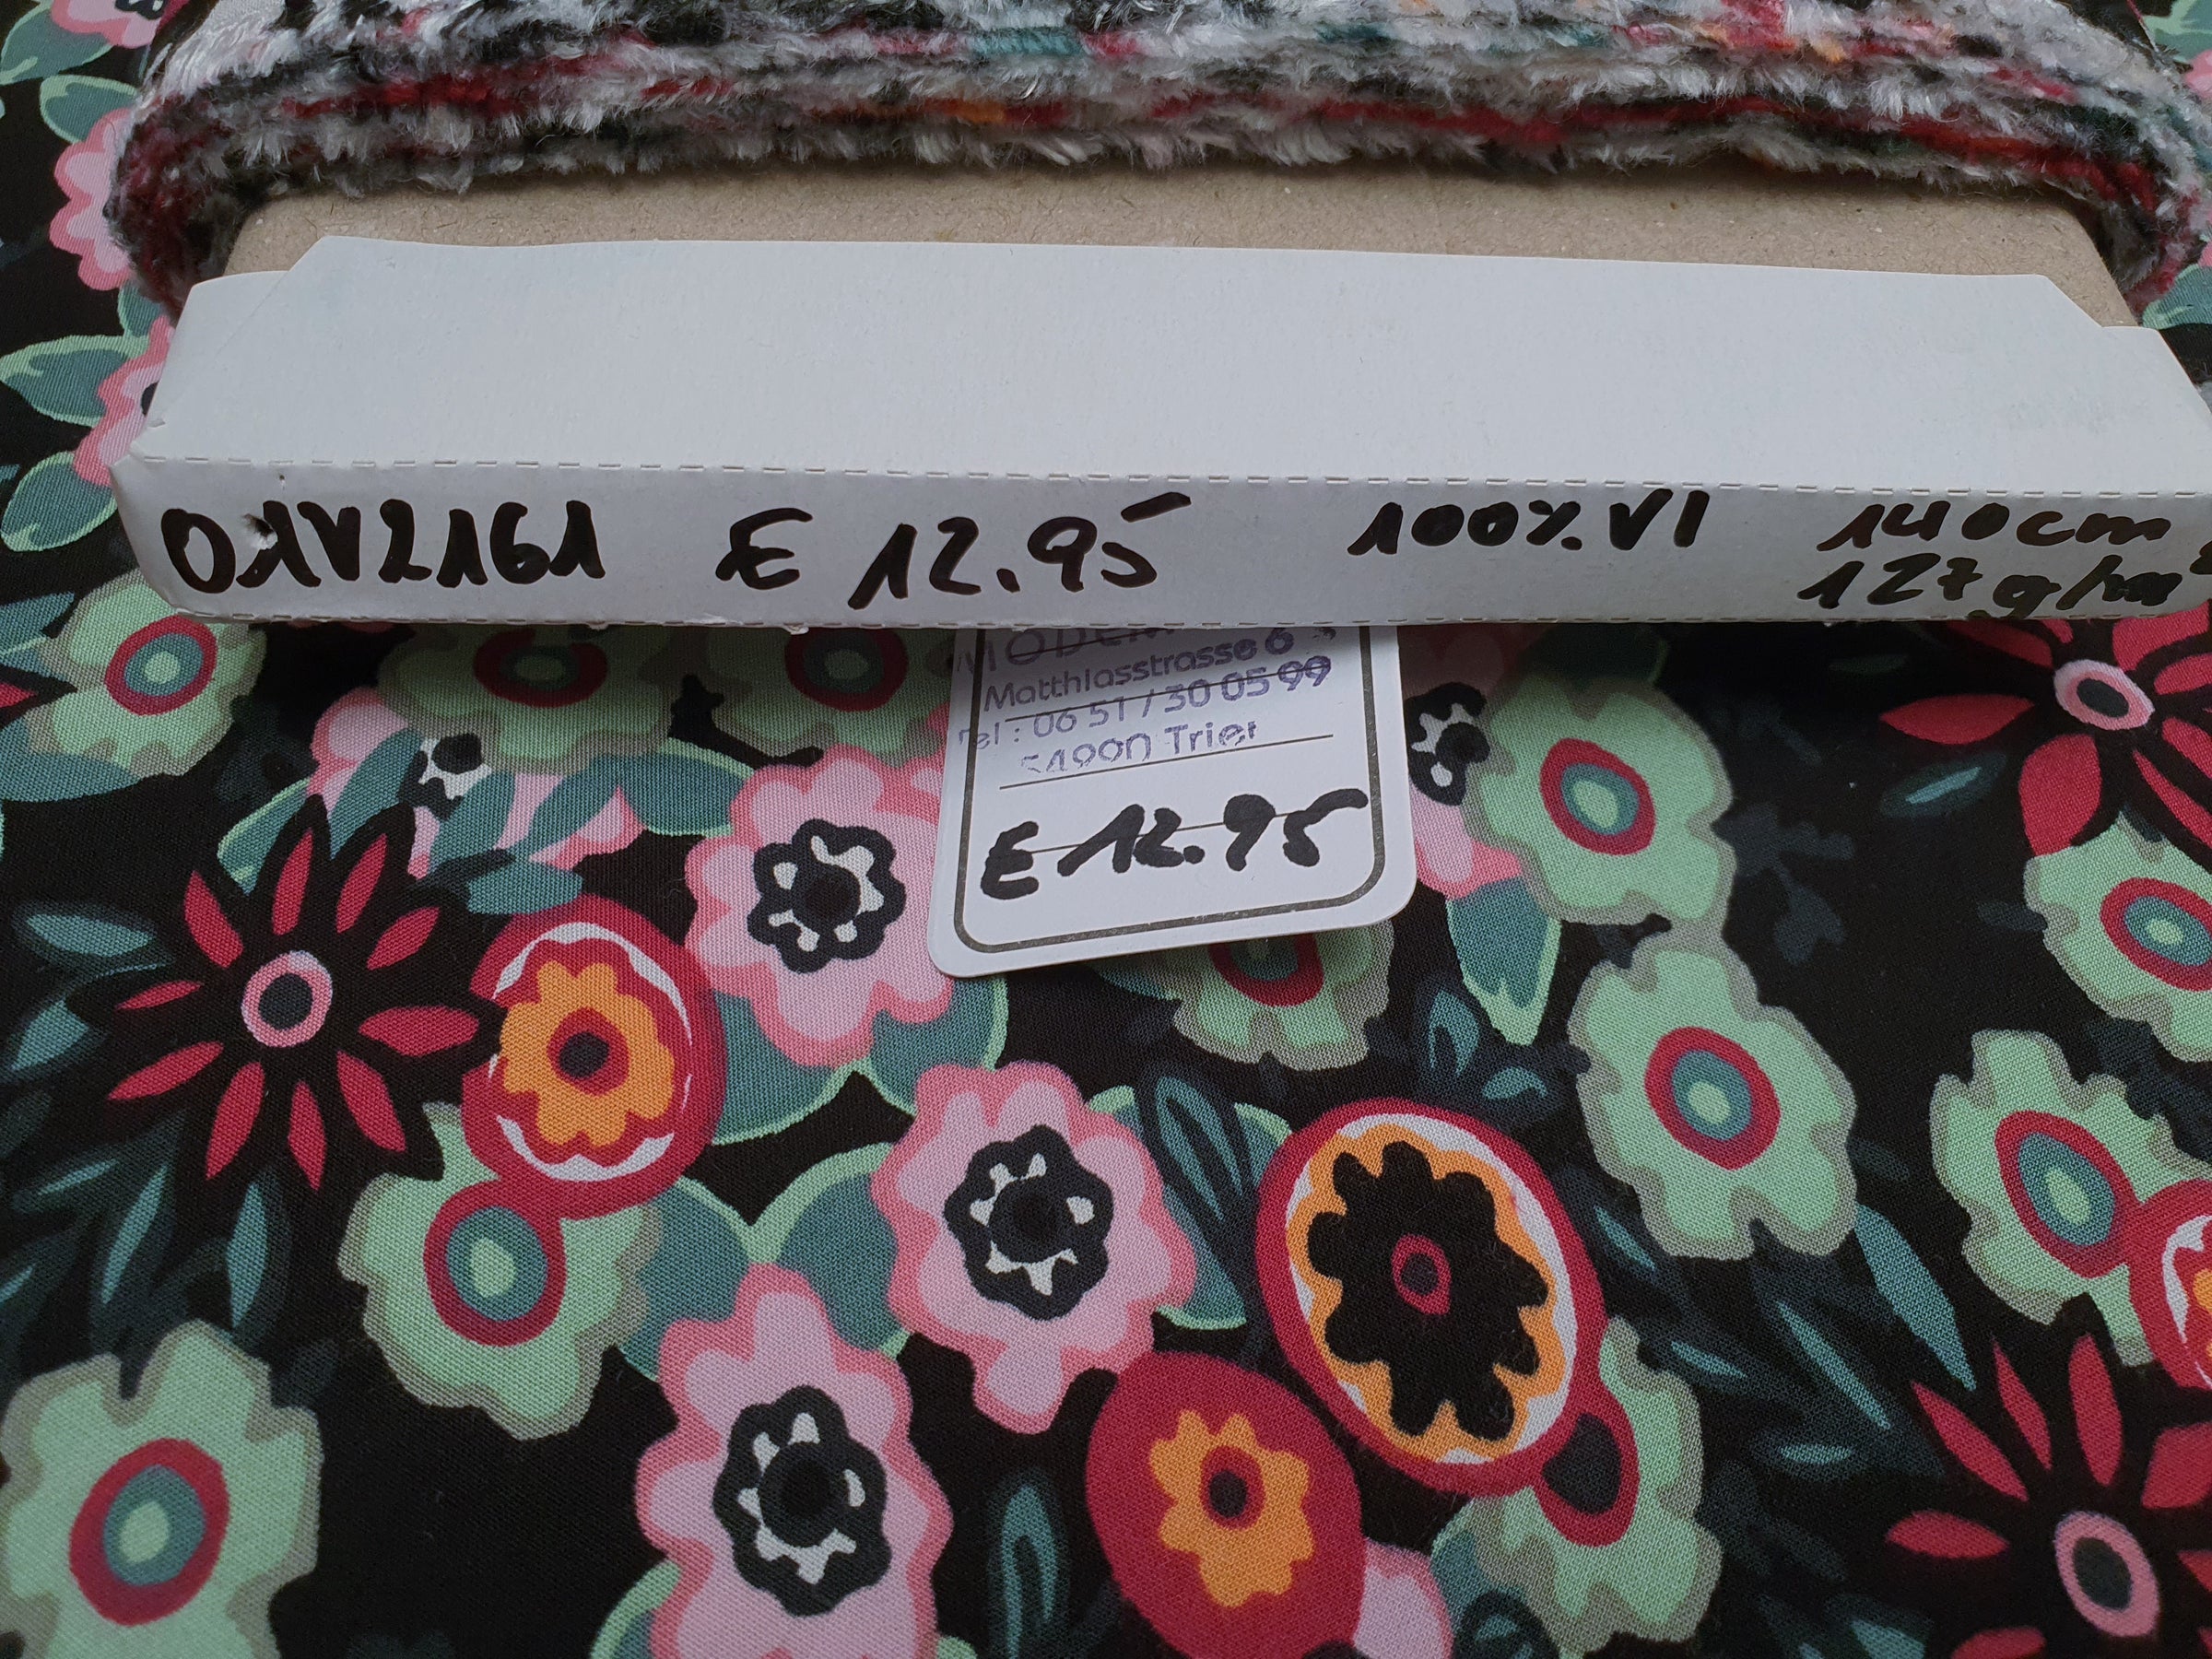 01V2161 E 12.95 100% VI 140cm
127g/m²
Matthiasstrasse 6
Tel : 06 51 / 30 05 99
54290 Trier
E 12.95